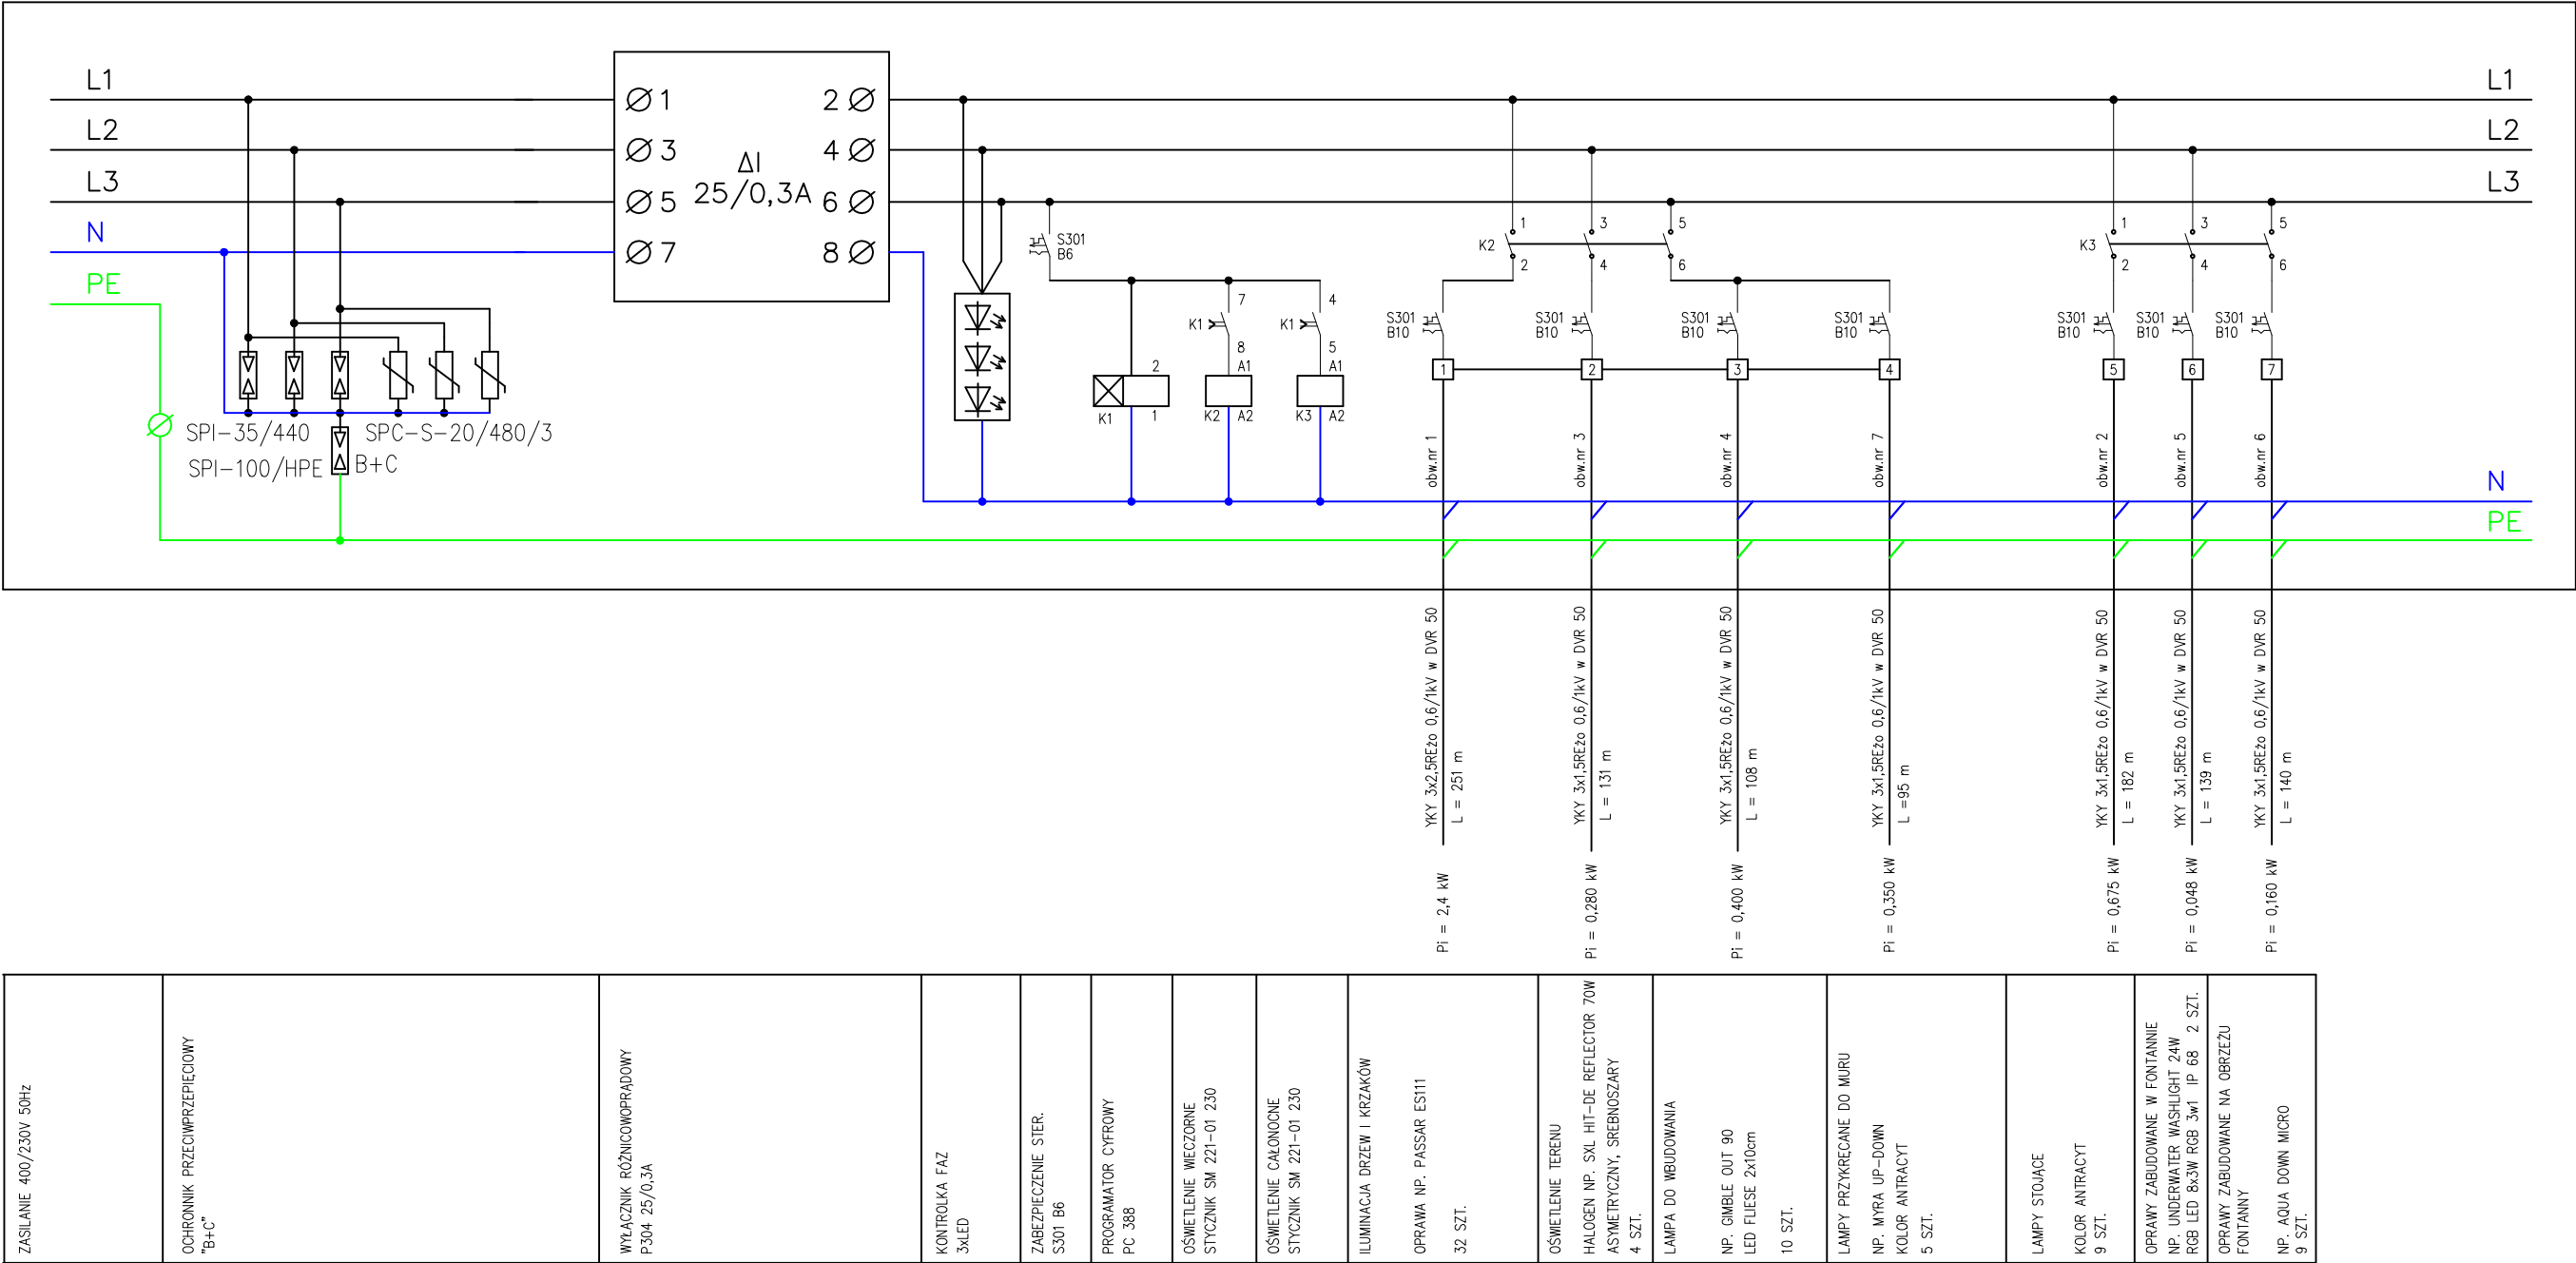 L1
L2
L3
N
PE
1
3
5
7
ΔI
25/0,3A
2
4
6
8
L1
L2
L3
SPI-35/440
SPC-S-20/480/3
SPI-100/HPE
B+C
S301
B6
K1
2
1
7
K1
8
A1
K2
A2
4
K1
5
A1
K3
A2
K2
1
2
3
4
5
6
K3
1
2
3
4
5
6
S301
B10
S301
B10
S301
B10
S301
B10
S301
B10
S301
B10
S301
B10
1
2
3
4
5
6
7
obw.nr 1
obw.nr 3
obw.nr 4
obw.nr 7
obw.nr 2
obw.nr 5
obw.nr 6
N
PE
YKY 3x2,5REżo 0,6/1kV w DVR 50
L = 251 m
YKY 3x1,5REżo 0,6/1kV w DVR 50
L = 131 m
YKY 3x1,5REżo 0,6/1kV w DVR 50
L = 108 m
YKY 3x1,5REżo 0,6/1kV w DVR 50
L =95 m
YKY 3x1,5REżo 0,6/1kV w DVR 50
L = 182 m
YKY 3x1,5REżo 0,6/1kV w DVR 50
L = 139 m
YKY 3x1,5REżo 0,6/1kV w DVR 50
L = 140 m
Pi = 2,4 kW
Pi = 0,280 kW
Pi = 0,400 kW
Pi = 0,350 kW
Pi = 0,675 kW
Pi = 0,048 kW
Pi = 0,160 kW
ZASILANIE 400/230V 50Hz
OCHRONNIK PRZECIWPRZEPIĘCIOWY
"B+C"
WYŁĄCZNIK RÓŻNICOWOPRĄDOWY
P304 25/0,3A
KONTROLKA FAZ
3xLED
ZABEZPIECZENIE STER.
S301 B6
PROGRAMATOR CYFROWY
PC 388
OŚWIETLENIE WIECZORNE
STYCZNIK SM 221-01 230
OŚWIETLENIE CAŁONOCNE
STYCZNIK SM 221-01 230
ILUMINACJA DRZEW I KRZAKÓW
OPRAWA NP. PASSAR ES111
32 SZT.
OŚWIETLENIE TERENU
HALOGEN NP. SXL HIT-DE REFLECTOR 70W
ASYMETRYCZNY, SREBNOSZARY
4 SZT.
LAMPA DO WBUDOWANIA
NP. GIMBLE OUT 90
LED FLIESE 2x10cm
10 SZT.
LAMPY PRZYKRĘCANE DO MURU
NP. MYRA UP-DOWN
KOLOR ANTRACYT
5 SZT.
LAMPY STOJĄCE
KOLOR ANTRACYT
9 SZT.
OPRAWY ZABUDOWANE W FONTANNIE
NP. UNDERWATER WASHLIGHT 24W
RGB LED 8x3W RGB 3w1 IP 68 2 SZT.
OPRAWY ZABUDOWANE NA OBRZEŻU
FONTANNY
NP. AQUA DOWN MICRO
9 SZT.